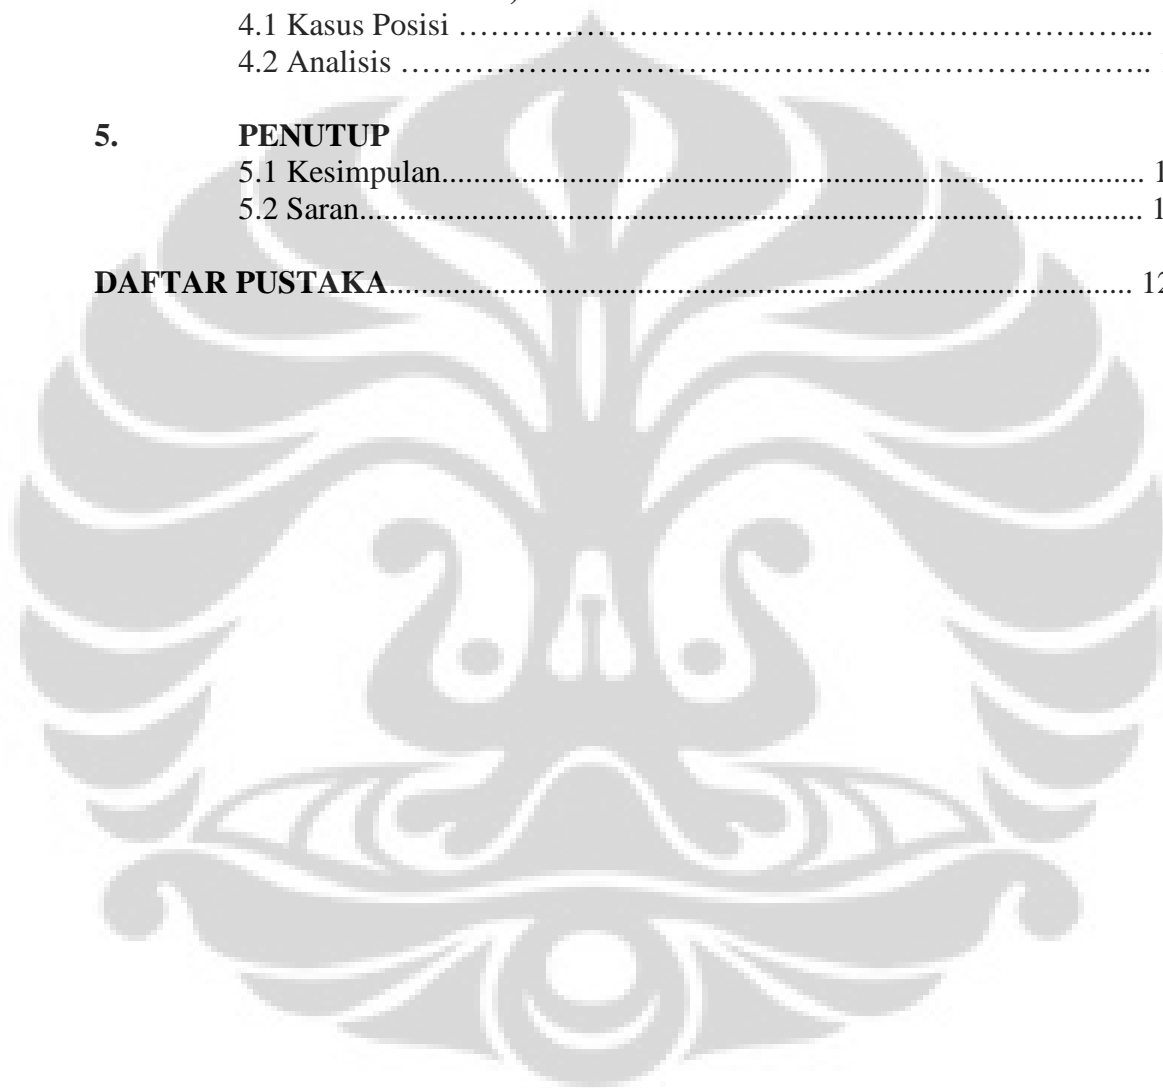 4.1 Kasus Posisi …………………………………………………………………...
4.2 Analisis …………………………………………………………………………..
5. PENUTUP
5.1 Kesimpulan.................................................................................................. 1
5.2 Saran............................................................................................................. 1
DAFTAR PUSTAKA....................................................................................................... 12